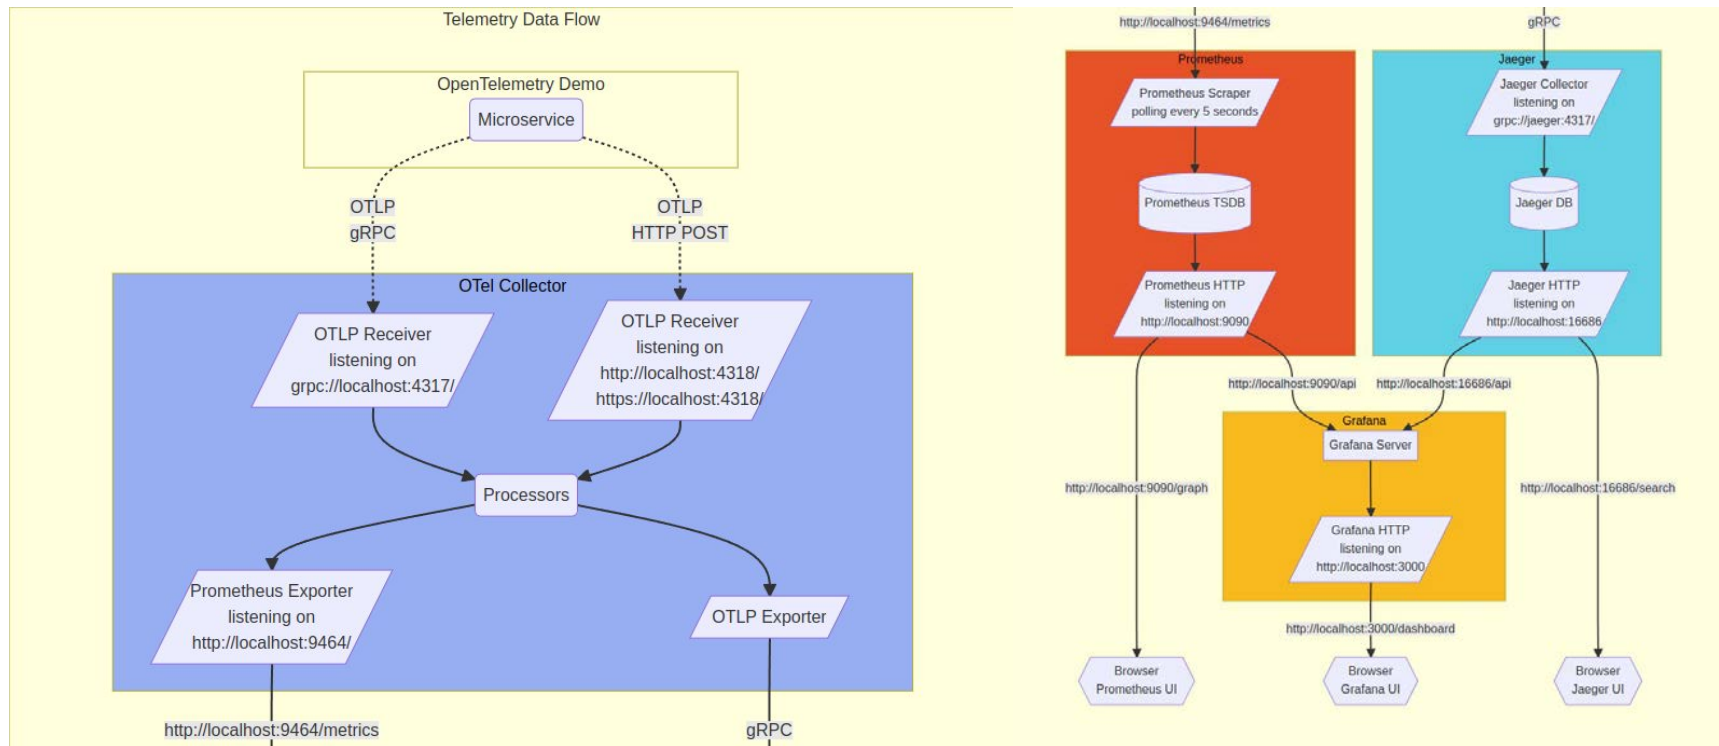 Telemetry Data Flow
OpenTelemetry Demo
Microservice
OTLP
gRPC
OTLP
HTTP POST
OTel Collector
OTLP Receiver
listening on
grpc://localhost:4317/
OTLP Receiver
listening on
http://localhost:4318/
https://localhost:4318/
Processors
Prometheus Exporter
listening on
http://localhost:9464/
OTLP Exporter
http://localhost:9464/metrics
gRPC
http://localhost:9464/metrics
gRPC
Prometheus
Prometheus Scraper
polling every 5 seconds
Prometheus TSDB
Prometheus HTTP
listening on
http://localhost:9090
Jaeger
Jaeger Collector
listening on
grpc://jaeger:4317/
Jaeger DB
Jaeger HTTP
listening on
http://localhost:16686
http://localhost:9090/api
http://localhost:16686/api
Grafana
Grafana Server
http://localhost:9090/graph
http://localhost:16686/search
Grafana HTTP
listening on
http://localhost:3000
http://localhost:3000/dashboard
Browser
Prometheus UI
Browser
Grafana UI
Browser
Jaeger UI